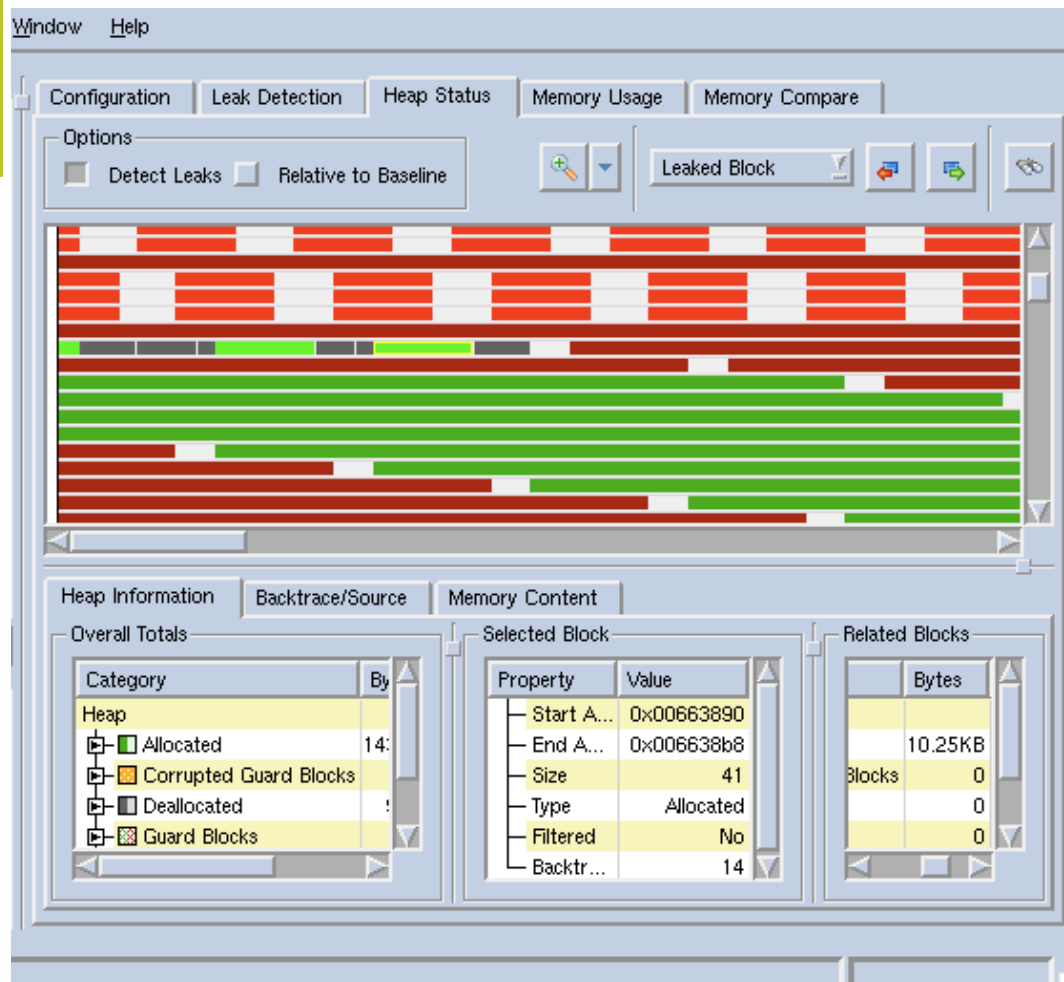 Window Help
Configuration Leak Detection Heap Status Memory Usage Memory Compare
Options
Detect Leaks Relative to Baseline Leaked Block
Heap Information Backtrace/Source Memory Content
Overall Totals Selected Block Related Blocks
Category By Property Value Bytes
Heap Start A... 0x00663890
Allocated 14 End A... 0x006638b8 10.25KB
Corrupted Guard Blocks Size 41 Blocks 0
Deallocated Type Allocated 0
Guard Blocks Filtered No 0
Backtr... 14